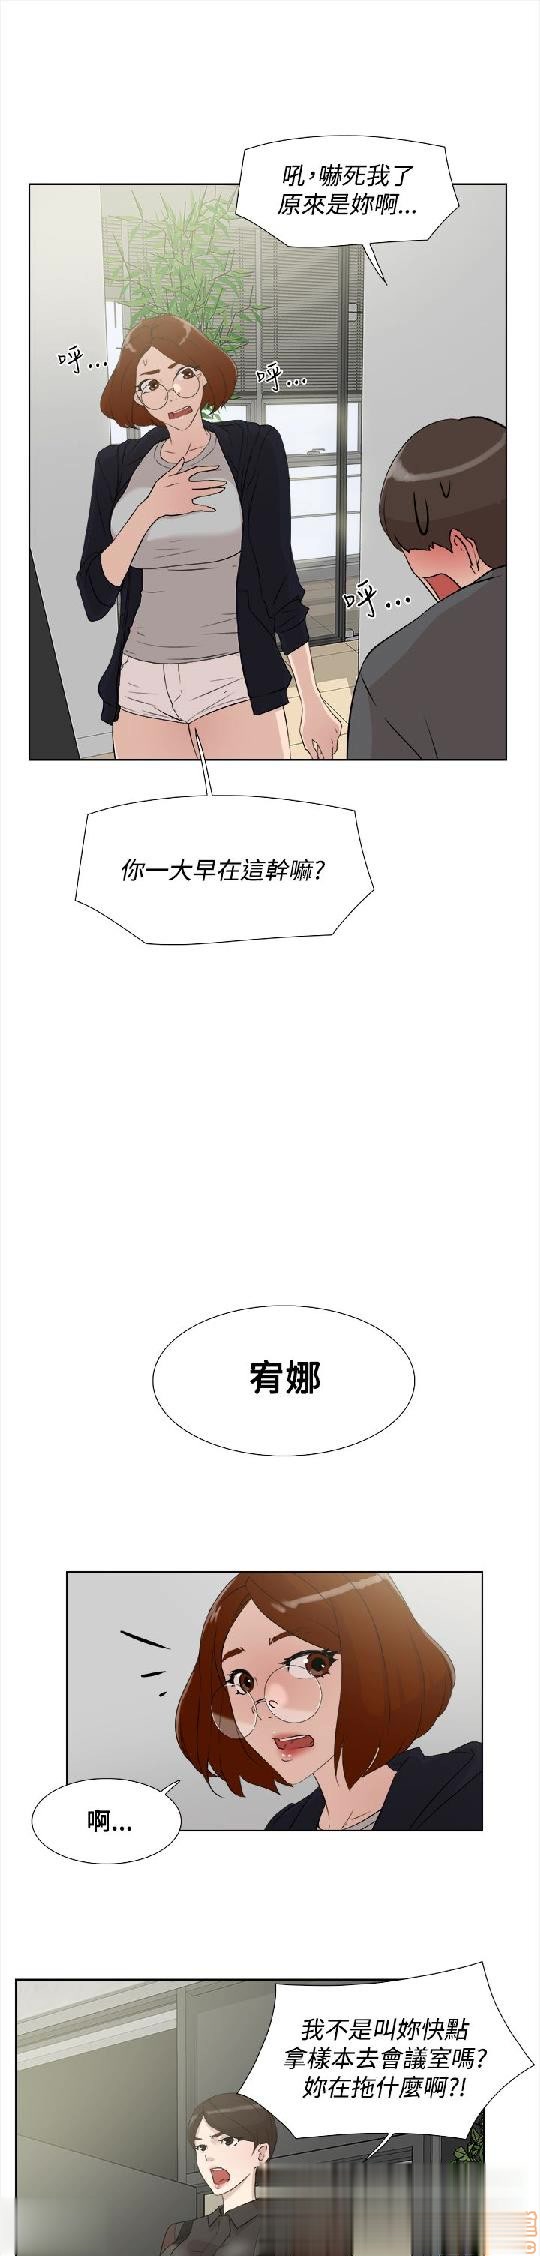 吼，嚇死我了
原來是妳啊...
呼...
呼...
呼...
你一大早在這幹嘛?
宥娜
啊...
我不是叫妳快點
拿樣本去會議室嗎?
妳在拖什麼啊?!